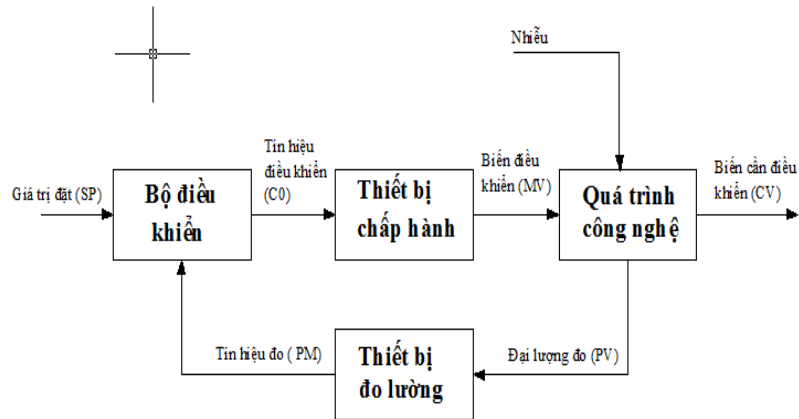 Nhiễu
Giá trị đặt (SP)
Bộ điều
khiển
Tín hiệu
điều khiển
(C0)
Thiết bị
chấp hành
Biến điều
khiển (MV)
Quá trình
công nghệ
Biến cần điều
khiển (CV)
Tín hiệu đo ( PM)
Thiết bị
đo lường
Đại lượng đo (PV)